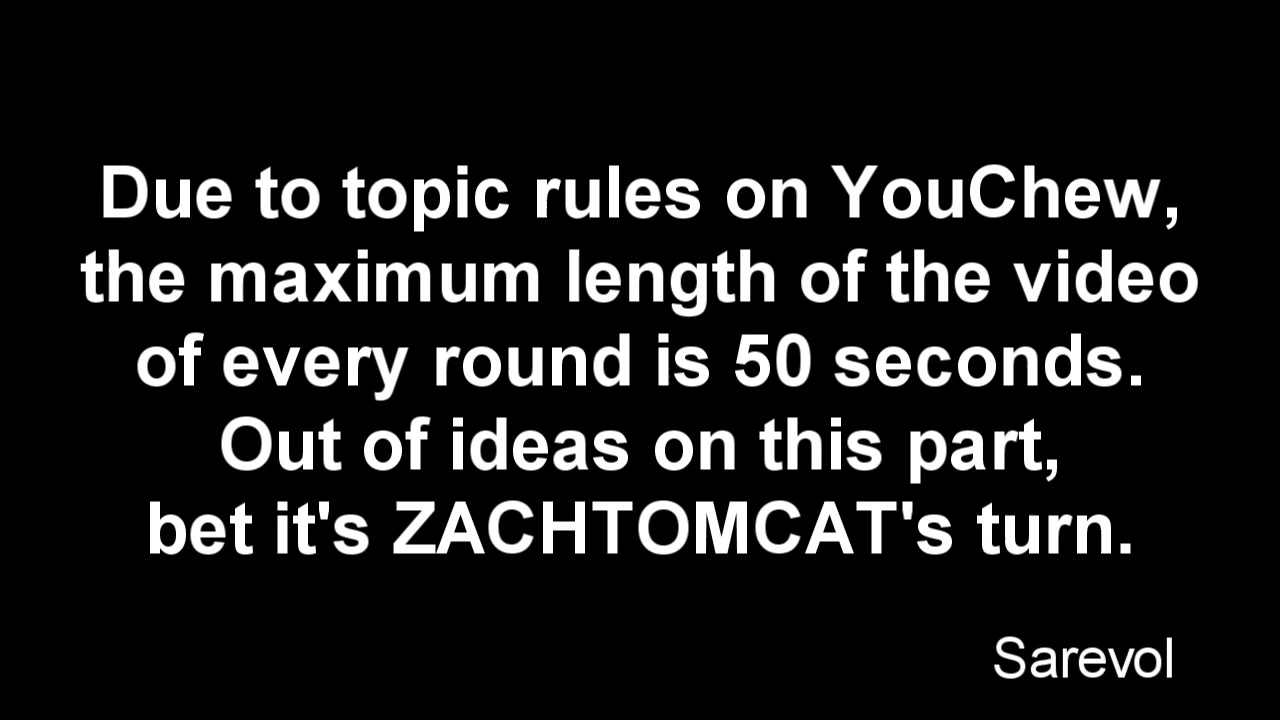 Due to topic rules on YouChew,
the maximum length of the video
of every round is 50 seconds.
Out of ideas on this part,
bet it's ZACHTOMCAT's turn.
Sarevol